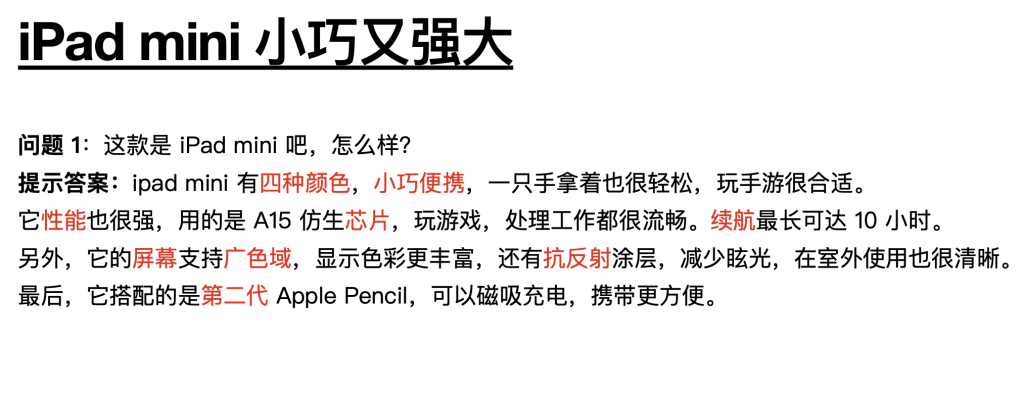 iPad mini 小巧又强大
问题 1：这款是 iPad mini 吧，怎么样?
提示答案：ipad mini 有四种颜色，小巧便携，一只手拿着也很轻松，玩手游很合适。
它性能也很强，用的是 A15 仿生芯片，玩游戏，处理工作都很流畅。续航最长可达 10 小时。
另外，它的屏幕支持广色域，显示色彩更丰富，还有抗反射涂层，减少眩光，在室外使用也很清晰。
最后，它搭配的是第二代 Apple Pencil，可以磁吸充电，携带更方便。